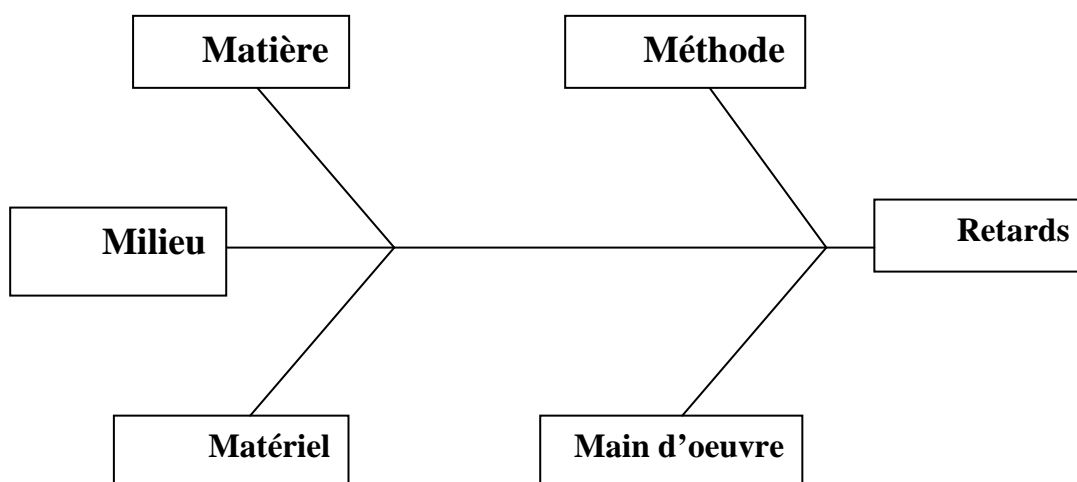 Matière
Méthode
Milieu
Retards
Matériel
Main d’oeuvre